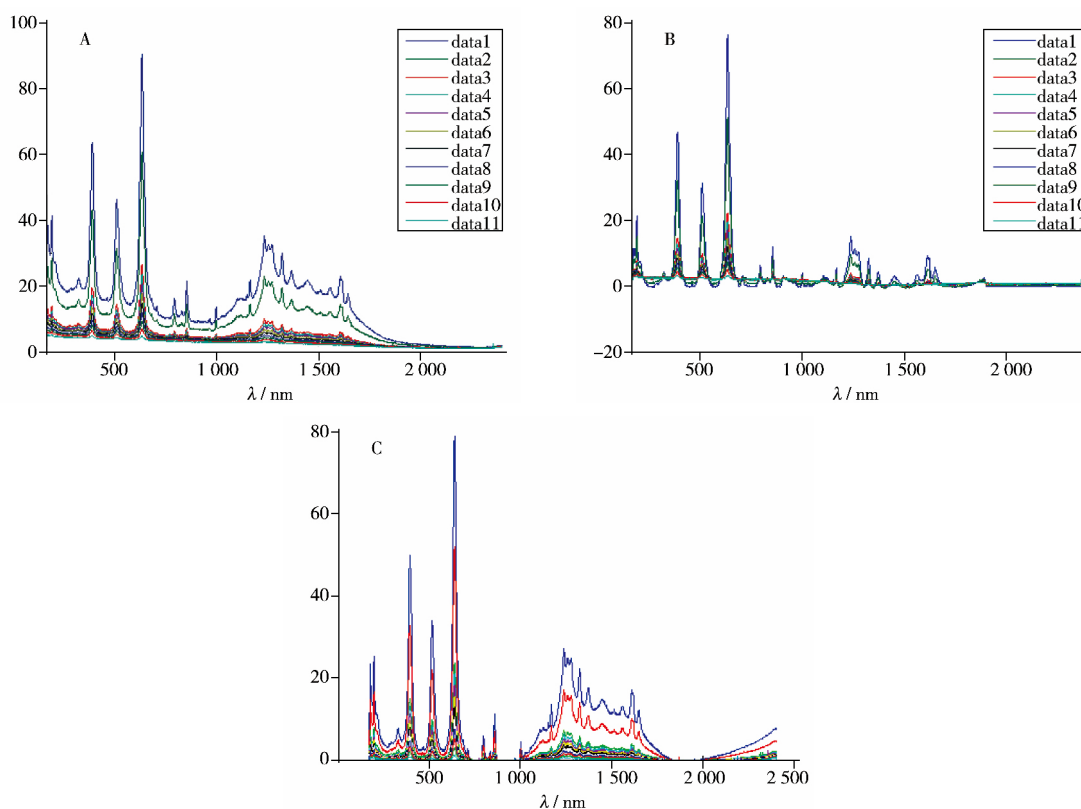 100
80
60
40
20
0
A
data1
data2
data3
data4
data5
data6
data7
data8
data9
data10
data11
500
1 000
1 500
2 000
λ / nm
80
60
40
20
0
-20
B
data1
data2
data3
data4
data5
data6
data7
data8
data9
data10
data11
500
1 000
1 500
2 000
λ / nm
80
60
40
20
0
C
500
1 000
1 500
2 000
2 500
λ / nm